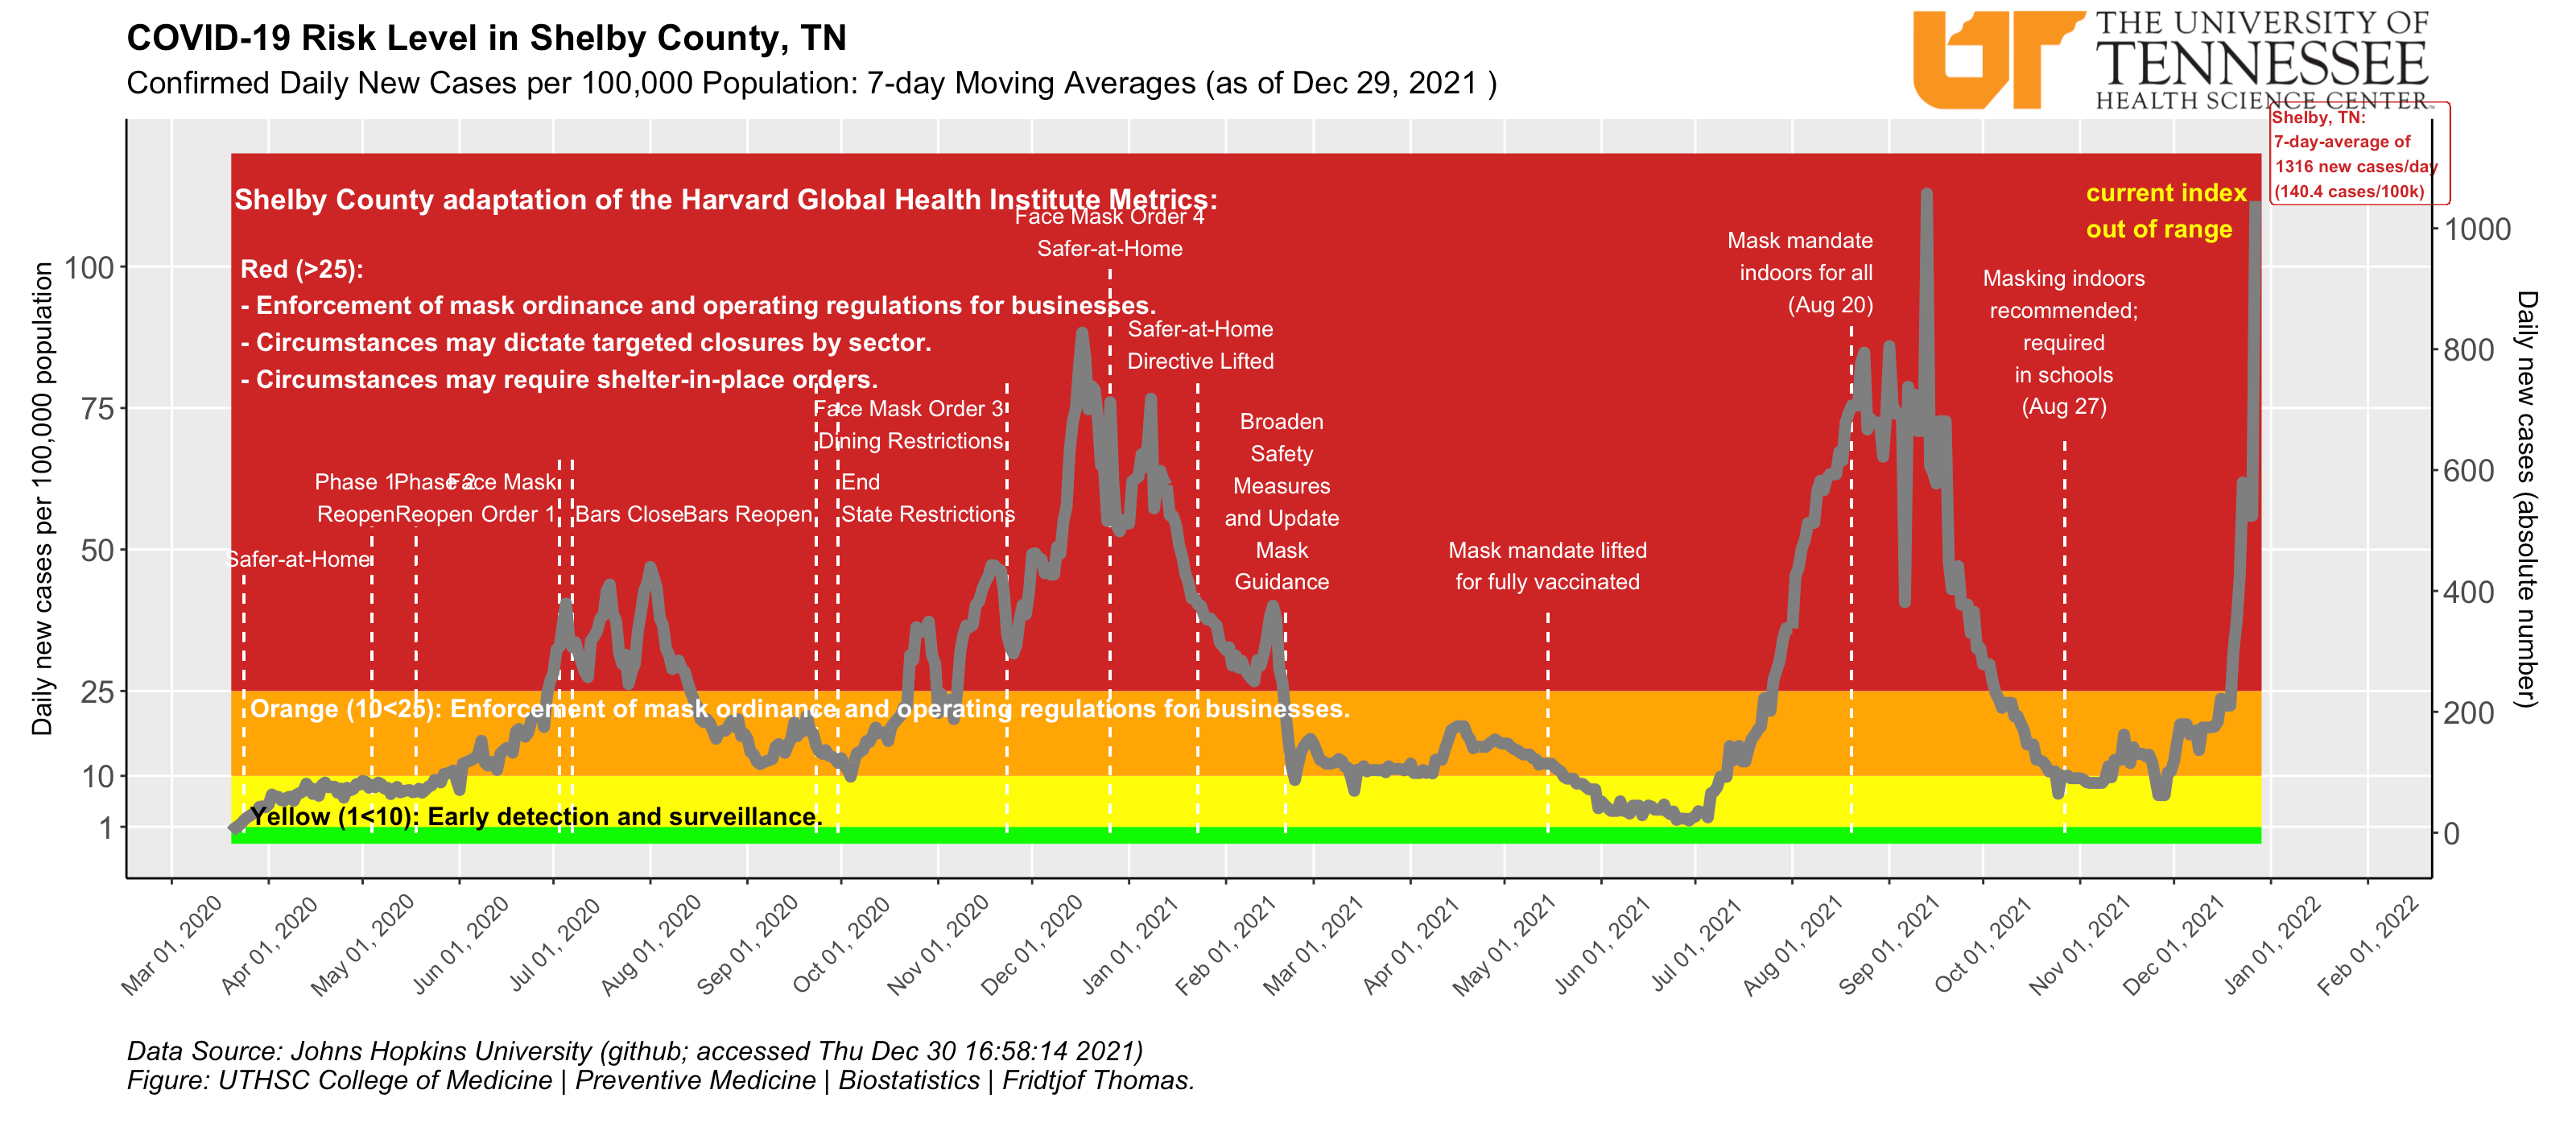 COVID-19 Risk Level in Shelby County, TN
Confirmed Daily New Cases per 100,000 Population: 7-day Moving Averages (as of Dec 29, 2021 )
THE UNIVERSITY OF
TENNESSEE
HEALTH SCIENCE CENTER
Shelby, TN:
7-day-average of
1316 new cases/day
(140.4 cases/100k)
current index
out of range
Shelby County adaptation of the Harvard Global Health Institute Metrics:
Red (>25):
- Enforcement of mask ordinance and operating regulations for businesses.
- Circumstances may dictate targeted closures by sector.
- Circumstances may require shelter-in-place orders.
Safer-at-Home
Phase 1
Reopen
Phase 2
Reopen
Face Mask
Order 1
Bars Close
Bars Reopen
End
State Restrictions
Face Mask Order 3
Dining Restrictions
Face Mask Order 4
Safer-at-Home
Safer-at-Home
Directive Lifted
Broaden
Safety
Measures
and Update
Mask
Guidance
Mask mandate lifted
for fully vaccinated
Mask mandate
indoors for all
(Aug 20)
Masking indoors
recommended;
required
in schools
(Aug 27)
Orange (10<25): Enforcement of mask ordinance and operating regulations for businesses.
Yellow (1<10): Early detection and surveillance.
Daily new cases per 100,000 population
100
75
50
25
10
1
Daily new cases (absolute number)
1000
800
600
400
200
0
Mar 01, 2020
Apr 01, 2020
May 01, 2020
Jun 01, 2020
Jul 01, 2020
Aug 01, 2020
Sep 01, 2020
Oct 01, 2020
Nov 01, 2020
Dec 01, 2020
Jan 01, 2021
Feb 01, 2021
Mar 01, 2021
Apr 01, 2021
May 01, 2021
Jun 01, 2021
Jul 01, 2021
Aug 01, 2021
Sep 01, 2021
Oct 01, 2021
Nov 01, 2021
Dec 01, 2021
Jan 01, 2022
Feb 01, 2022
Data Source: Johns Hopkins University (github; accessed Thu Dec 30 16:58:14 2021)
Figure: UTHSC College of Medicine | Preventive Medicine | Biostatistics | Fridtjof Thomas.